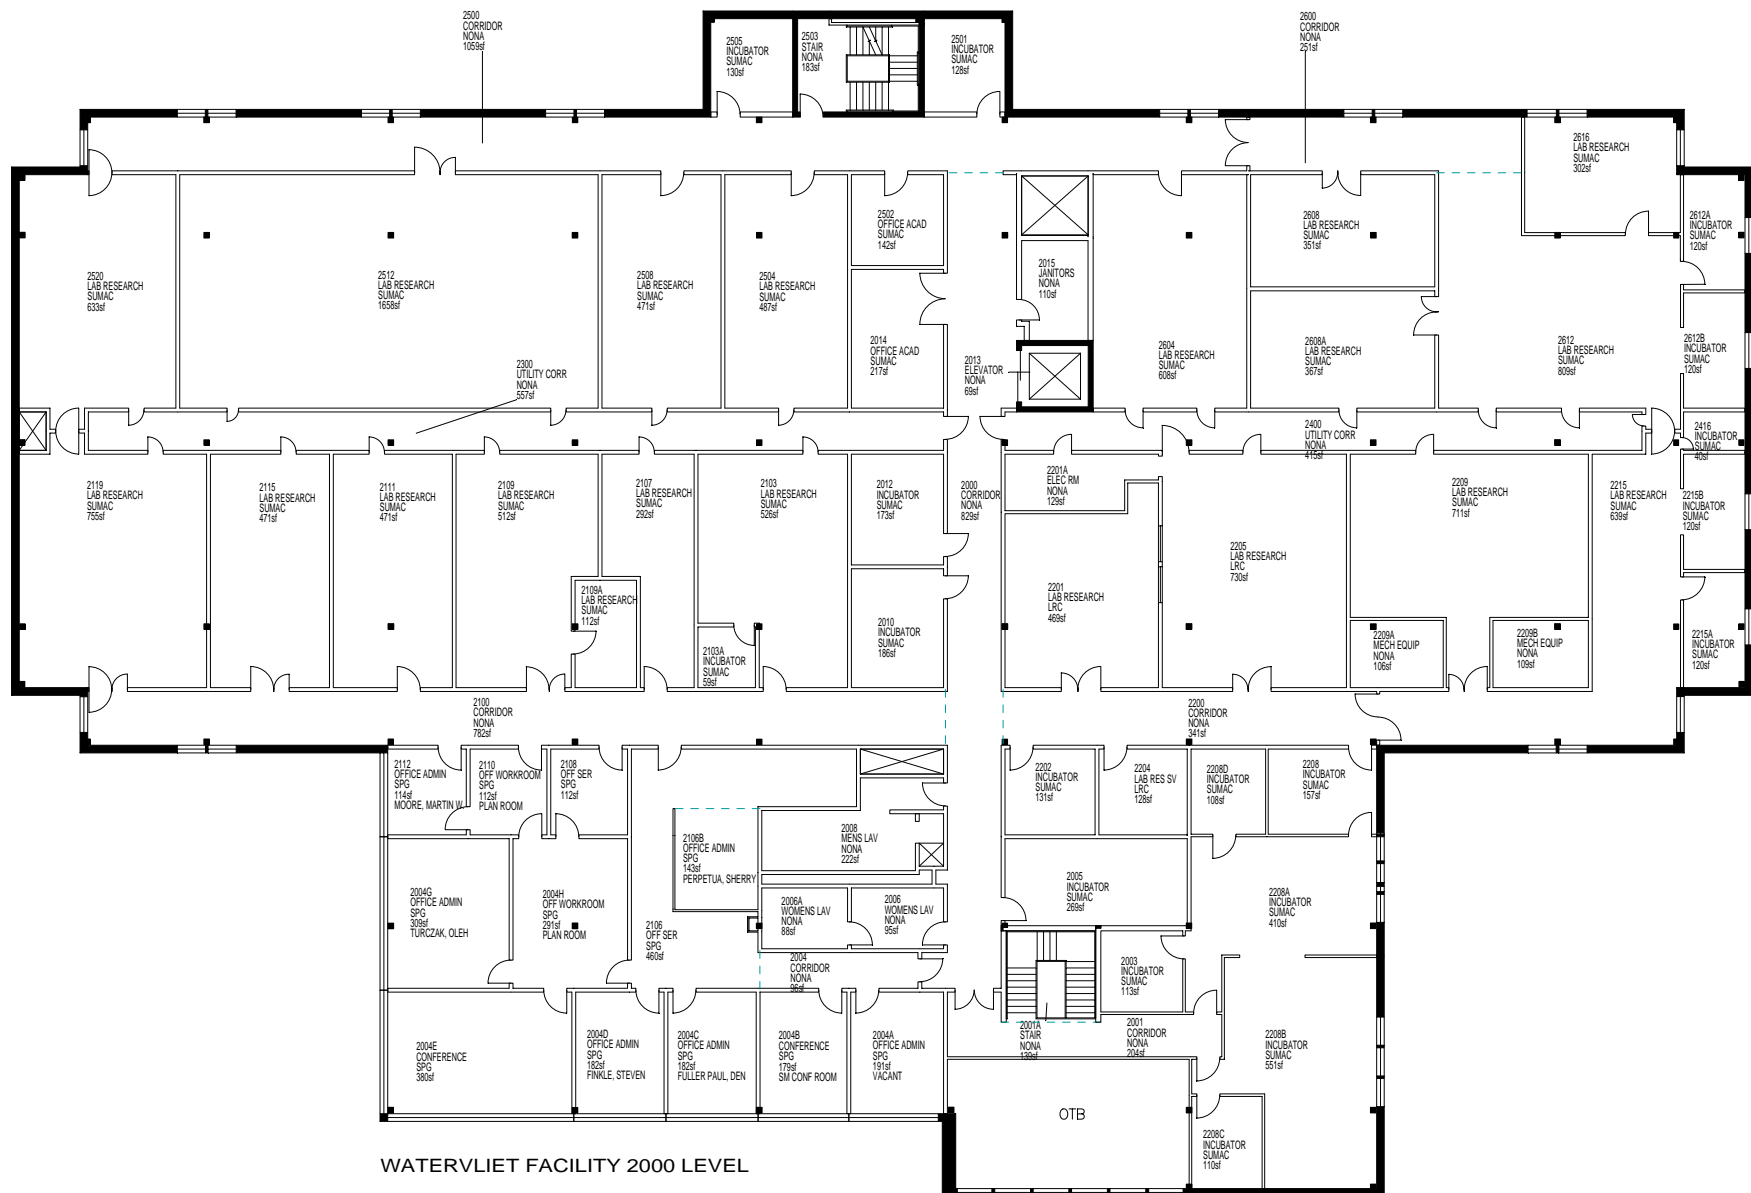 2500
CORRIDOR
NONA
1059sf
2505
INCUBATOR
SUMAC
130sf
2503
STAIR
NONA
183sf
2501
INCUBATOR
SUMAC
128sf
2600
CORRIDOR
NONA
251sf
2616
LAB RESEARCH
SUMAC
302sf
2520
LAB RESEARCH
SUMAC
633sf
2512
LAB RESEARCH
SUMAC
1658sf
2508
LAB RESEARCH
SUMAC
471sf
2504
LAB RESEARCH
SUMAC
487sf
2502
OFFICE ACAD
SUMAC
142sf
2014
OFFICE ACAD
SUMAC
217sf
2015
JANITORS
NONA
110sf
2013
ELEVATOR
NONA
69sf
2604
LAB RESEARCH
SUMAC
608sf
2608
LAB RESEARCH
SUMAC
351sf
2608A
LAB RESEARCH
SUMAC
367sf
2612
LAB RESEARCH
SUMAC
809sf
2612A
INCUBATOR
SUMAC
120sf
2612B
INCUBATOR
SUMAC
120sf
2300
UTILITY CORR
NONA
557sf
2400
UTILITY CORR
NONA
415sf
2416
INCUBATOR
SUMAC
40sf
2119
LAB RESEARCH
SUMAC
755sf
2115
LAB RESEARCH
SUMAC
471sf
2111
LAB RESEARCH
SUMAC
471sf
2109
LAB RESEARCH
SUMAC
512sf
2107
LAB RESEARCH
SUMAC
292sf
2103
LAB RESEARCH
SUMAC
526sf
2012
INCUBATOR
SUMAC
173sf
2000
CORRIDOR
NONA
829sf
2201A
ELEC RM
NONA
129sf
2209
LAB RESEARCH
SUMAC
711sf
2215
LAB RESEARCH
SUMAC
639sf
2215B
INCUBATOR
SUMAC
120sf
2109A
LAB RESEARCH
SUMAC
112sf
2103A
INCUBATOR
SUMAC
59sf
2010
INCUBATOR
SUMAC
186sf
2201
LAB RESEARCH
LRC
469sf
2205
LAB RESEARCH
LRC
730sf
2209A
MECH EQUIP
NONA
106sf
2209B
MECH EQUIP
NONA
109sf
2215A
INCUBATOR
SUMAC
120sf
2100
CORRIDOR
NONA
782sf
2200
CORRIDOR
NONA
341sf
2112
OFFICE ADMIN
SPG
114sf
MOORE, MARTIN W.
2110
OFF WORKROOM
SPG
112sf
PLAN ROOM
2108
OFF SER
SPG
112sf
2106B
OFFICE ADMIN
SPG
143sf
PERPETUA, SHERRY
2008
MENS LAV
NONA
222sf
2202
INCUBATOR
SUMAC
131sf
2204
LAB RES SV
LRC
128sf
2208D
INCUBATOR
SUMAC
108sf
2208
INCUBATOR
SUMAC
157sf
2004G
OFFICE ADMIN
SPG
309sf
TURCZAK, OLEH
2004H
OFF WORKROOM
SPG
291sf
PLAN ROOM
2106
OFF SER
SPG
460sf
2006A
WOMENS LAV
NONA
88sf
2006
WOMENS LAV
NONA
95sf
2005
INCUBATOR
SUMAC
269sf
2208A
INCUBATOR
SUMAC
410sf
2004
CORRIDOR
NONA
96sf
2003
INCUBATOR
SUMAC
113sf
2004E
CONFERENCE
SPG
380sf
2004D
OFFICE ADMIN
SPG
182sf
FINKLE, STEVEN
2004C
OFFICE ADMIN
SPG
182sf
FULLER PAUL, DEN
2004B
CONFERENCE
SPG
179sf
SM CONF ROOM
2004A
OFFICE ADMIN
SPG
191sf
VACANT
2001A
STAIR
NONA
139sf
2001
CORRIDOR
NONA
204sf
2208B
INCUBATOR
SUMAC
551sf
OTB
2208C
INCUBATOR
SUMAC
110sf
WATERVLIET FACILITY 2000 LEVEL